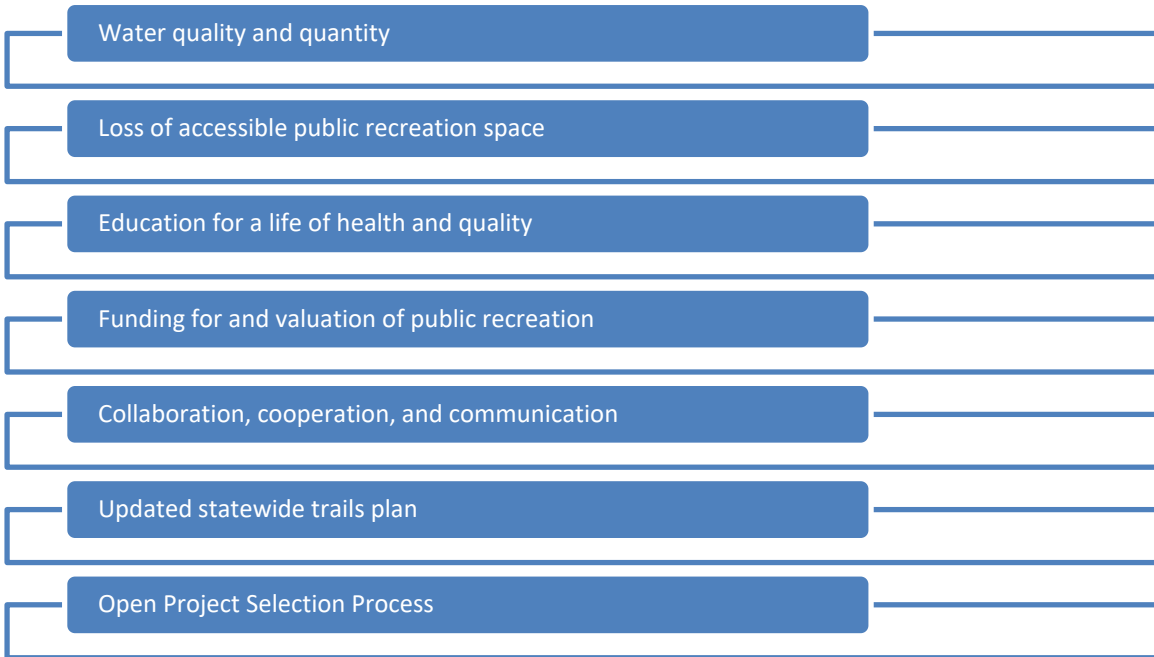 Water quality and quantity
Loss of accessible public recreation space
Education for a life of health and quality
Funding for and valuation of public recreation
Collaboration, cooperation, and communication
Updated statewide trails plan
Open Project Selection Process